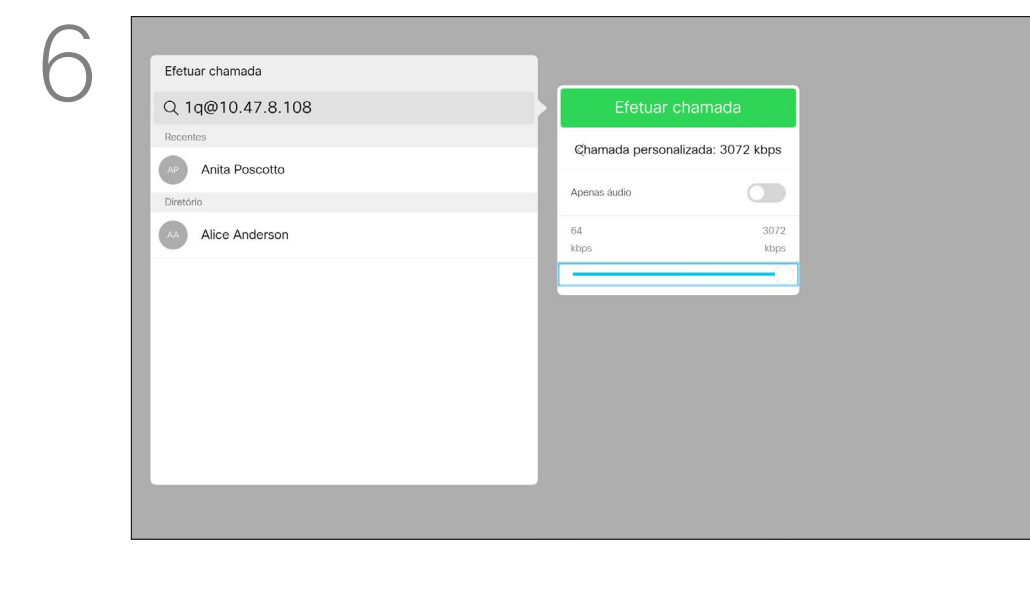 6
Efetuar chamada
1q@10.47.8.108
Recentes
AP Anita Poscotto
Diretório
AA Alice Anderson
Efetuar chamada
Chamada personalizada: 3072 kbps
Apenas áudio
64 3072
kbps kbps